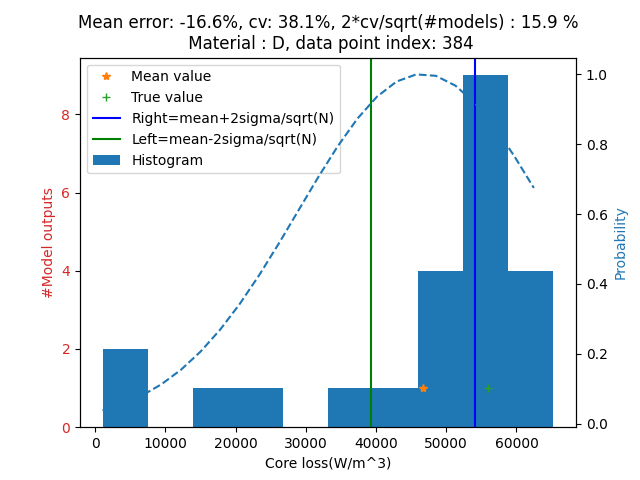 Mean error: -16.6%, cv: 38.1%, 2*cv/sqrt(#models) : 15.9 %
Material : D, data point index: 384
Mean value
True value
Right=mean+2sigma/sqrt(N)
Left=mean-2sigma/sqrt(N)
Histogram
#Model outputs
8
6
4
2
0
1.0
0.8
0.6
0.4
0.2
0.0
Probability
0 10000 20000 30000 40000 50000 60000
Core loss(W/m^3)